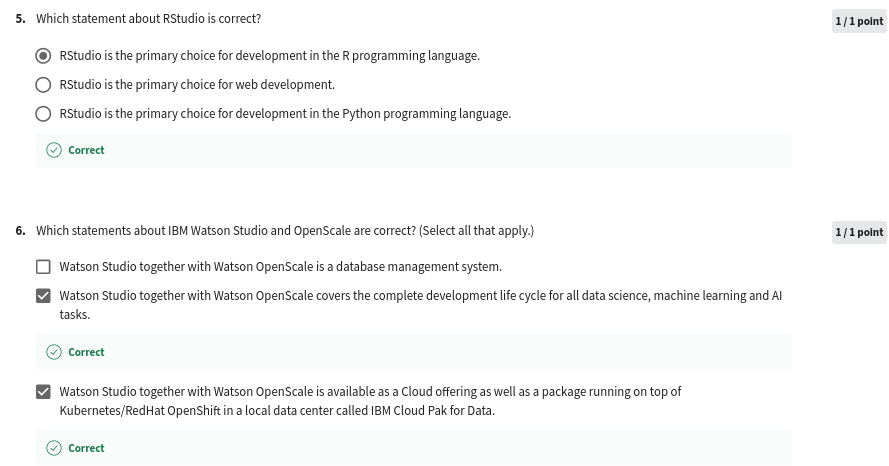 5. Which statement about RStudio is correct?
1 / 1 point
RStudio is the primary choice for development in the R programming language.
RStudio is the primary choice for web development.
RStudio is the primary choice for development in the Python programming language.
Correct
6. Which statements about IBM Watson Studio and OpenScale are correct? (Select all that apply.)
1 / 1 point
Watson Studio together with Watson OpenScale is a database management system.
Watson Studio together with Watson OpenScale covers the complete development life cycle for all data science, machine learning and AI
tasks.
Correct
Watson Studio together with Watson OpenScale is available as a Cloud offering as well as a package running on top of
Kubernetes/RedHat OpenShift in a local data center called IBM Cloud Pak for Data.
Correct